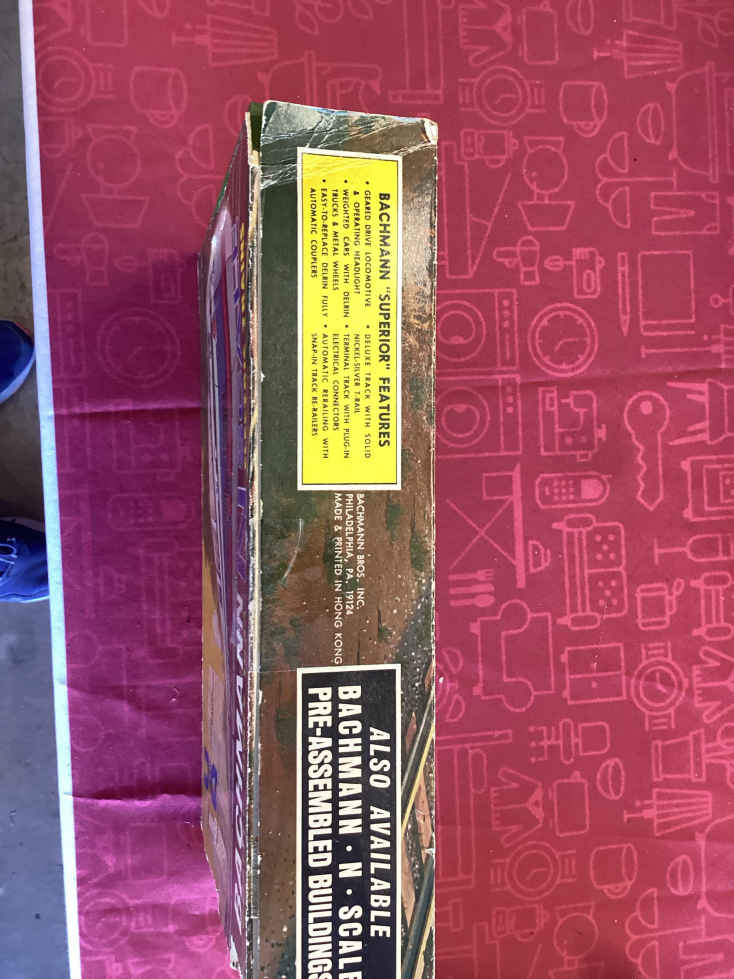 BACHMANN "SUPERIOR" FEATURES
• GEARED DRIVE LOCOMOTIVE
& OPERATING HEADLIGHT
• WEIGHTED CARS WITH DELRIN
TRUCKS & METAL WHEELS
• EASY-TO-REPLACE DELRIN FULLY
AUTOMATIC COUPLERS
• DELUXE TRACK WITH SOLID
NICKEL-SILVER T-RAIL
• TERMINAL TRACK WITH PLUG-IN
ELECTRICAL CONNECTORS
• AUTOMATIC RERAILING WITH
SNAP-IN TRACK RE-RAILERS
BACHMANN BROS. INC.
PHILADELPHIA, PA. 19124
MADE & PRINTED IN HONG KONG
ALSO AVAILABLE
BACHMANN • N • SCALE
PRE-ASSEMBLED BUILDINGS